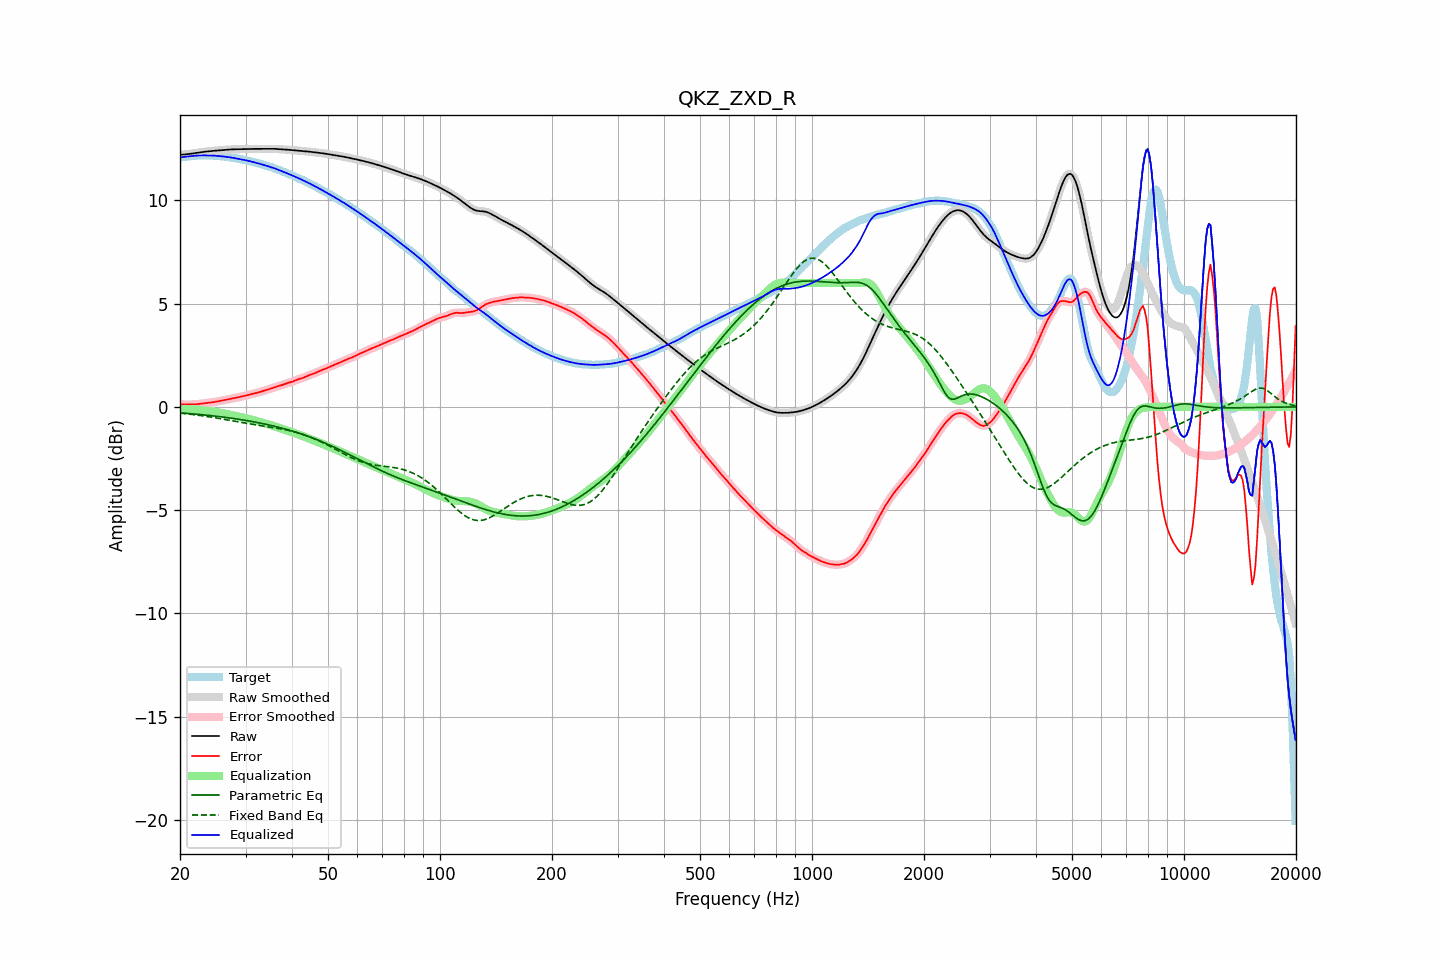 QKZ_ZXD_R
Amplitude (dBr)
10
5
0
−5
−10
−15
−20
Target
Raw Smoothed
Error Smoothed
Raw
Error
Equalization
Parametric Eq
Fixed Band Eq
Equalized
20 50 100 200 500 1000 2000 5000 10000 20000
Frequency (Hz)